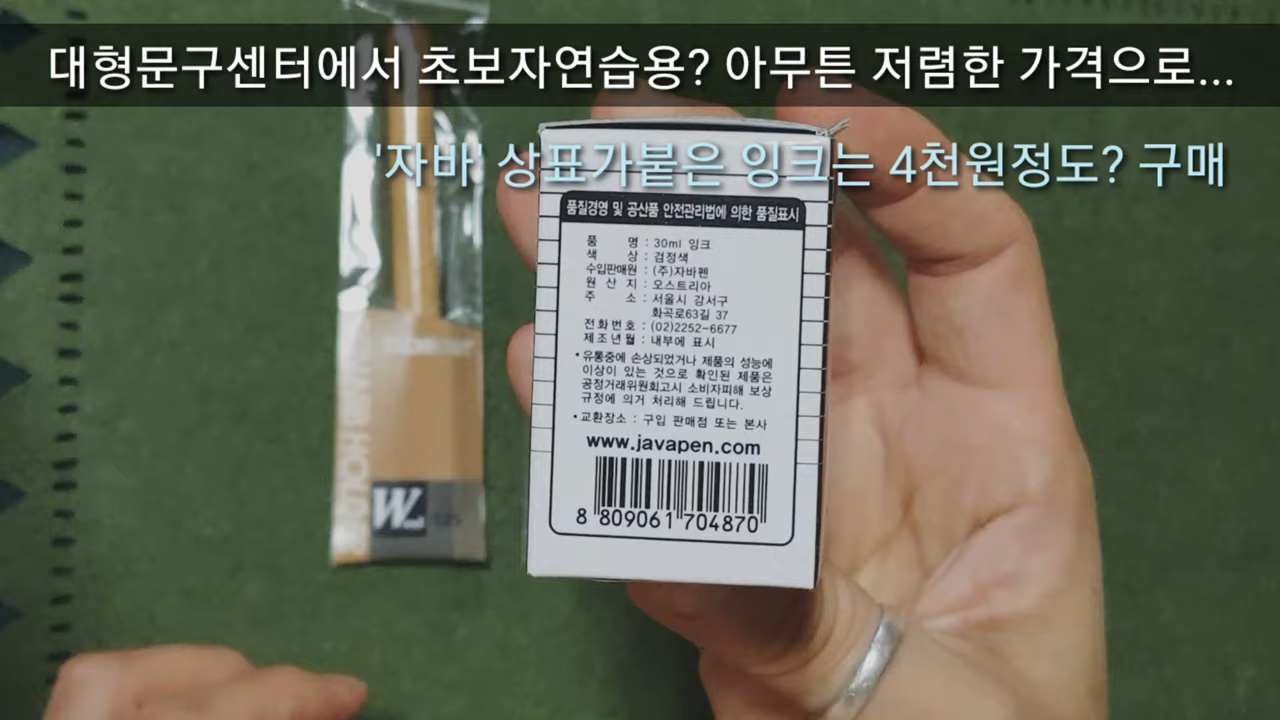 대형문구센터에서 초보자연습용? 아무튼 저렴한 가격으로...
'자바' 상표가붙은 잉크는 4천원정도? 구매
품질경영 및 공산품 안전관리법에 의한 품질표시
품 명 : 30ml 잉크
색 상 : 검정색
수입판매원 : (주)자바펜
원 산 지 : 오스트리아
주 소 : 서울시 강서구
화곡로63길 37
전화번호 : (02)2252-6677
제조년월 : 내부에 표시
•유통중에 손상되었거나 제품의 성능에
이상이 있는 것으로 확인된 제품은
공정거래위원회고시 소비자피해 보상
규정에 의거 처리해 드립니다.
•교환장소 : 구입 판매점 또는 본사
www.javapen.com
8 809061 704870
W